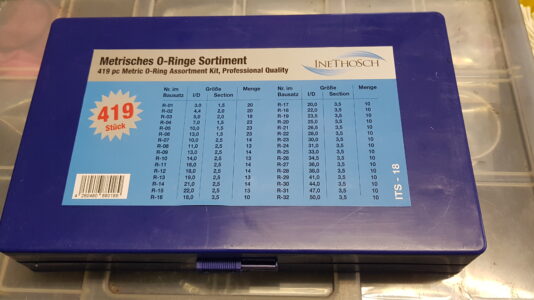 Metrisches O-Ringe Sortiment
419 pc Metric O-Ring Assortment Kit, Professional Quality
INETHOSCH
419
Stück
Nr. im Größe Menge
Bausatz I/D Section
R-01 3,0 1,5 20
R-02 4,4 2,0 20
R-03 5,0 2,0 18
R-04 7,0 1,5 23
R-05 10,0 1,5 23
R-06 13,0 1,5 23
R-07 10,0 2,5 14
R-08 11,0 2,5 13
R-09 13,0 2,5 14
R-10 14,0 2,5 13
R-11 16,0 2,5 14
R-12 18,0 2,5 14
R-13 19,0 2,5 13
R-14 21,0 2,5 14
R-15 22,0 2,5 13
R-16 18,0 3,5 10
Nr. im Größe Menge
Bausatz I/D Section
R-17 20,0 3,5 10
R-18 22,0 3,5 10
R-19 23,5 3,5 10
R-20 25,0 3,5 10
R-21 26,5 3,5 10
R-22 28,0 3,5 10
R-23 30,0 3,5 10
R-24 31,0 3,5 10
R-25 33,0 3,5 10
R-26 34,5 3,5 10
R-27 36,0 3,5 10
R-28 38,0 3,5 10
R-29 41,0 3,5 10
R-30 44,0 3,5 10
R-31 47,0 3,5 10
R-32 50,0 3,5 10
ITS - 18